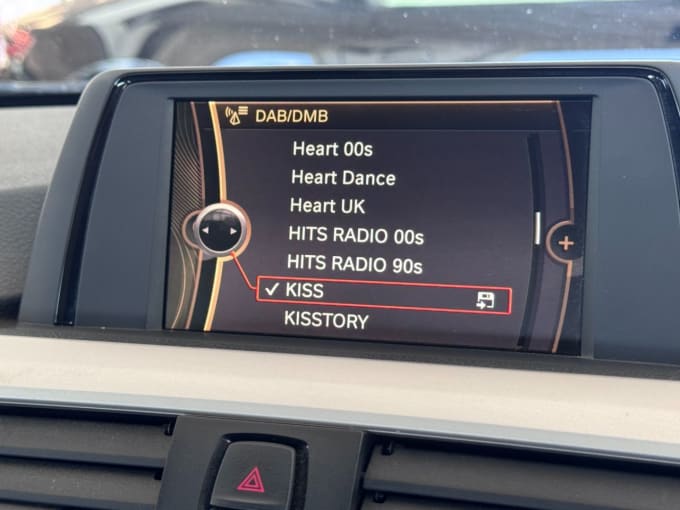 DAB/DMB
Heart 00s
Heart Dance
Heart UK
HITS RADIO 00s
HITS RADIO 90s
KISS
KISSTORY